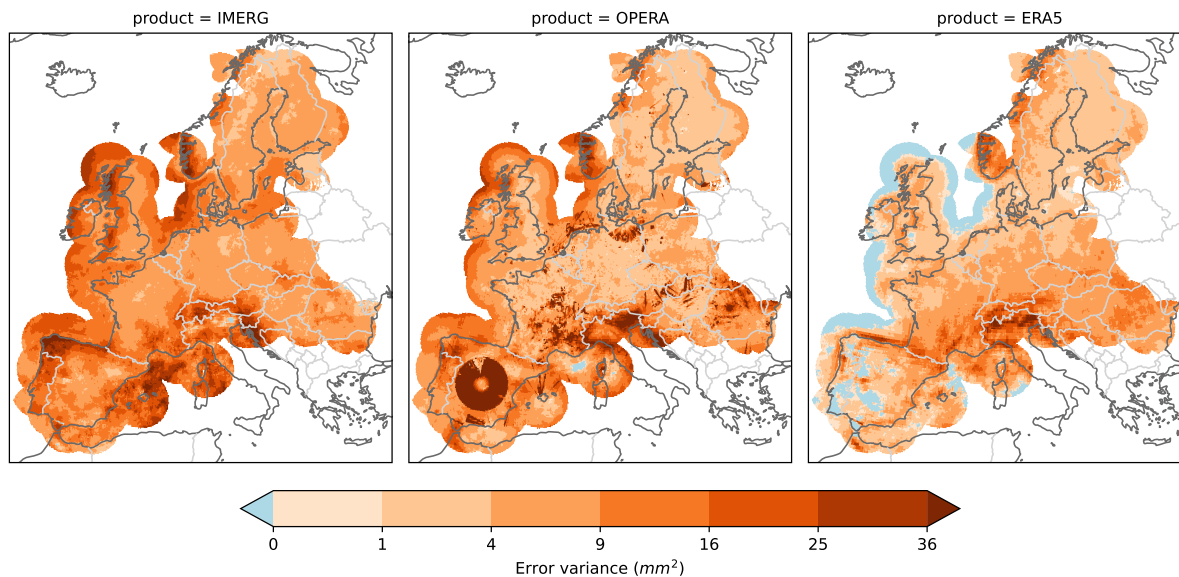 product = IMERG
product = OPERA
product = ERA5
0 1 4 9 16 25 36
Error variance (mm²)